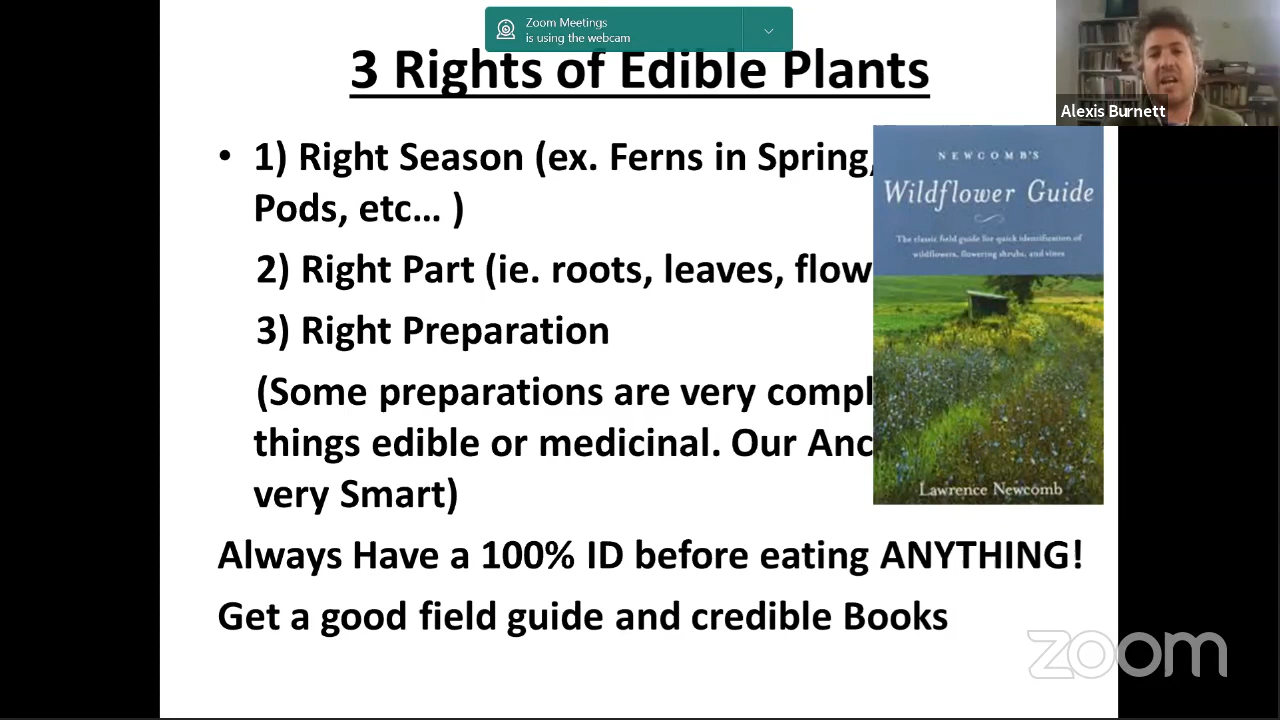 Zoom Meetings
is using the webcam
3 Rights of Edible Plants
Alexis Burnett
• 1) Right Season (ex. Ferns in Spring,
Pods, etc… )
2) Right Part (ie. roots, leaves, flow
3) Right Preparation
(Some preparations are very compl
things edible or medicinal. Our Anc
very Smart)
Always Have a 100% ID before eating ANYTHING!
Get a good field guide and credible Books
NEWCOMB'S
Wildflower Guide
The classic field guide for quick identification of
wildflowers, flowering shrubs, and vines
Lawrence Newcomb
zoom